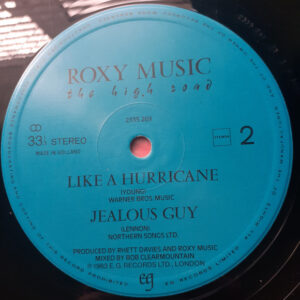 ROXY MUSIC
the high road
33⅓ STEREO
MADE IN HOLLAND
2
LIKE A HURRICANE
(YOUNG)
WARNER BROS. MUSIC
JEALOUS GUY
(LENNON)
NORTHERN SONGS LTD.
PRODUCED BY RHETT DAVIES AND ROXY MUSIC
MIXED BY BOB CLEARMOUNTAIN
© 1983 E.G. RECORDS LTD., LONDON
eg